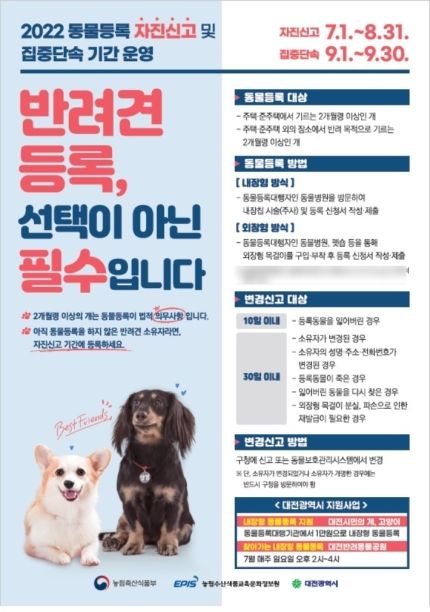 2022 동물등록 자진신고 및
집중단속 기간 운영
자진신고 7.1.~8.31.
집중단속 9.1.~9.30.
반려견
등록,
선택이 아닌
필수입니다
2개월령 이상의 개는 동물등록이 법적 의무사항 입니다.
아직 동물등록을 하지 않은 반려견 소유자라면,
자진신고 기간에 등록하세요.
Best Friends
동물등록 대상
- 주택·준주택에서 기르는 2개월령 이상인 개
- 주택·준주택 외의 장소에서 반려 목적으로 기르는
2개월령 이상인 개
동물등록 방법
[ 내장형 방식 ]
- 동물등록대행자인 동물병원을 방문하여
내장칩 시술(주사) 및 등록 신청서 작성·제출
[ 외장형 방식 ]
- 동물등록대행자인 동물병원, 펫숍 등을 통해
외장형 목걸이를 구입·부착 후 등록 신청서 작성·제출
변경신고 대상
10일 이내
- 등록동물을 잃어버린 경우
30일 이내
- 소유자가 변경된 경우
- 소유자의 성명·주소·전화번호가
변경된 경우
- 등록동물이 죽은 경우
- 잃어버린 동물을 다시 찾은 경우
- 외장형 목걸이 분실, 파손으로 인한
재발급이 필요한 경우
변경신고 방법
구청에 신고 또는 동물보호관리시스템에서 변경
※ 단, 소유자가 변경되었거나 소유자가 개명한 경우에는
반드시 구청을 방문하여야 함
< 대전광역시 지원사업 >
내장형 동물등록 지원 대전시민의 개, 고양이
동물등록대행기관에서 1만원으로 내장형 동물등록
찾아가는 내장형 동물등록 대전반려동물공원
7월 매주 일요일 오후 2시~4시
농림축산식품부
EPIS 농림수산식품교육문화정보원
대전광역시